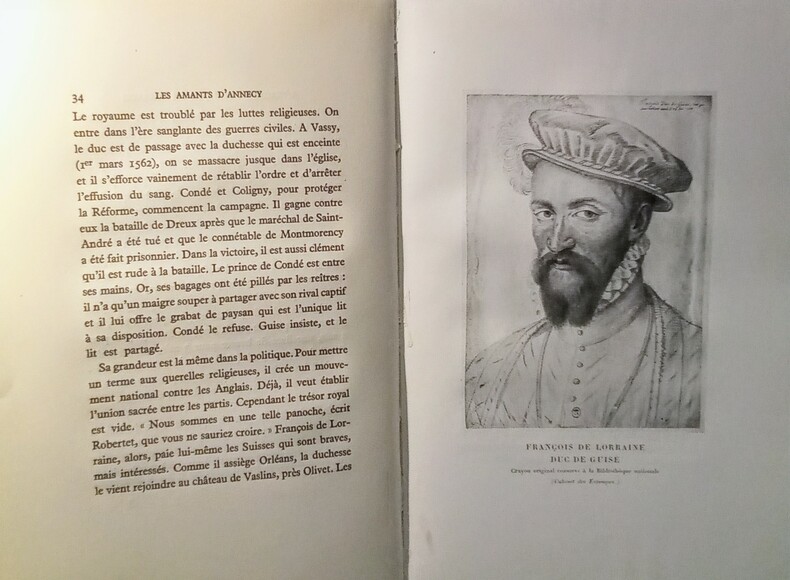 34
LES AMANTS D'ANNECY
Le royaume est troublé par les luttes religieuses. On
entre dans l'ère sanglante des guerres civiles. A Vassy,
le duc est de passage avec la duchesse qui est enceinte
(1er mars 1562), on se massacre jusque dans l'église,
et il s'efforce vainement de rétablir l'ordre et d'arrêter
l'effusion du sang. Condé et Coligny, pour protéger
la Réforme, commencent la campagne. Il gagne contre
eux la bataille de Dreux après que le maréchal de Saint-
André a été tué et que le connétable de Montmorency
a été fait prisonnier. Dans la victoire, il est aussi clément
qu'il est rude à la bataille. Le prince de Condé est entre
ses mains. Or, ses bagages ont été pillés par les reîtres :
il n'a qu'un maigre souper à partager avec son rival captif
et il lui offre le grabat de paysan qui est l'unique lit
à sa disposition. Condé le refuse. Guise insiste, et le
lit est partagé.
Sa grandeur est la même dans la politique. Pour mettre
un terme aux querelles religieuses, il crée un mouve-
ment national contre les Anglais. Déjà, il veut établir
l'union sacrée entre les partis. Cependant le trésor royal
est vide. « Nous sommes en une telle panoche, écrit
Robertet, que vous ne sauriez croire. » François de Lor-
raine, alors, paie lui-même les Suisses qui sont braves,
mais intéressés. Comme il assiège Orléans, la duchesse
le vient rejoindre au château de Vaslins, près Olivet. Les
FRANÇOIS DE LORRAINE
DUC DE GUISE
Crayon original conservé à la Bibliothèque nationale
(Cabinet des Estampes.)